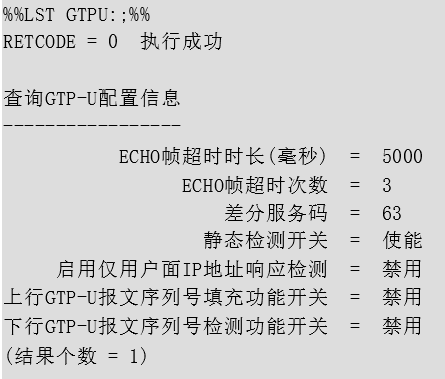 %%LST GTPU:;%%
RETCODE = 0  执行成功
查询GTP-U配置信息
-----------------
ECHO帧超时时长(毫秒)  =  5000
ECHO帧超时次数  =  3
差分服务码  =  63
静态检测开关  =  使能
启用仅用户面IP地址响应检测  =  禁用
上行GTP-U报文序列号填充功能开关  =  禁用
下行GTP-U报文序列号检测功能开关  =  禁用
(结果个数 = 1)